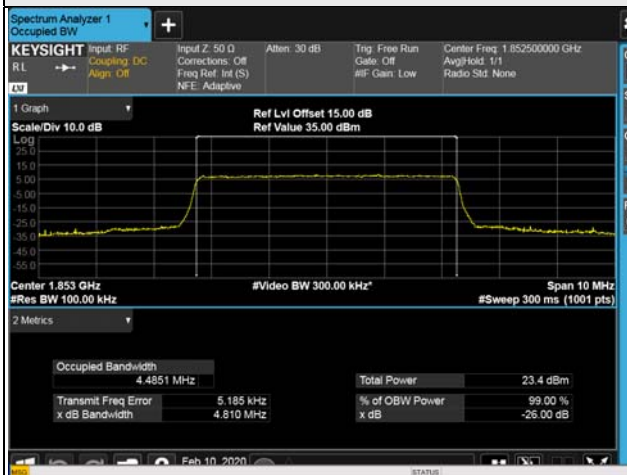 Spectrum Analyzer 1
Occupied BW
KEYSIGHT Input: RF Input Z: 50 Ω Atten: 30 dB Trig: Free Run Center Freq: 1.852500000 GHz
RL Coupling: DC Corrections: Off Gate: Off Avg|Hold: 1/1
Align: Off Freq Ref: Int (S) #IF Gain: Low Radio Std: None
LXI NFE: Adaptive
1 Graph
Ref Lvl Offset 15.00 dB
Scale/Div 10.0 dB Ref Value 35.00 dBm
Log
25.0
15.0
5.00
-5.00
-15.0
-25.0
-35.0
-45.0
-55.0
Center 1.853 GHz #Video BW 300.00 kHz* Span 10 MHz
#Res BW 100.00 kHz #Sweep 300 ms (1001 pts)
2 Metrics
Occupied Bandwidth
4.4851 MHz Total Power 23.4 dBm
Transmit Freq Error 5.185 kHz % of OBW Power 99.00 %
x dB Bandwidth 4.810 MHz x dB -26.00 dB
Feb 10, 2020
MSG STATUS